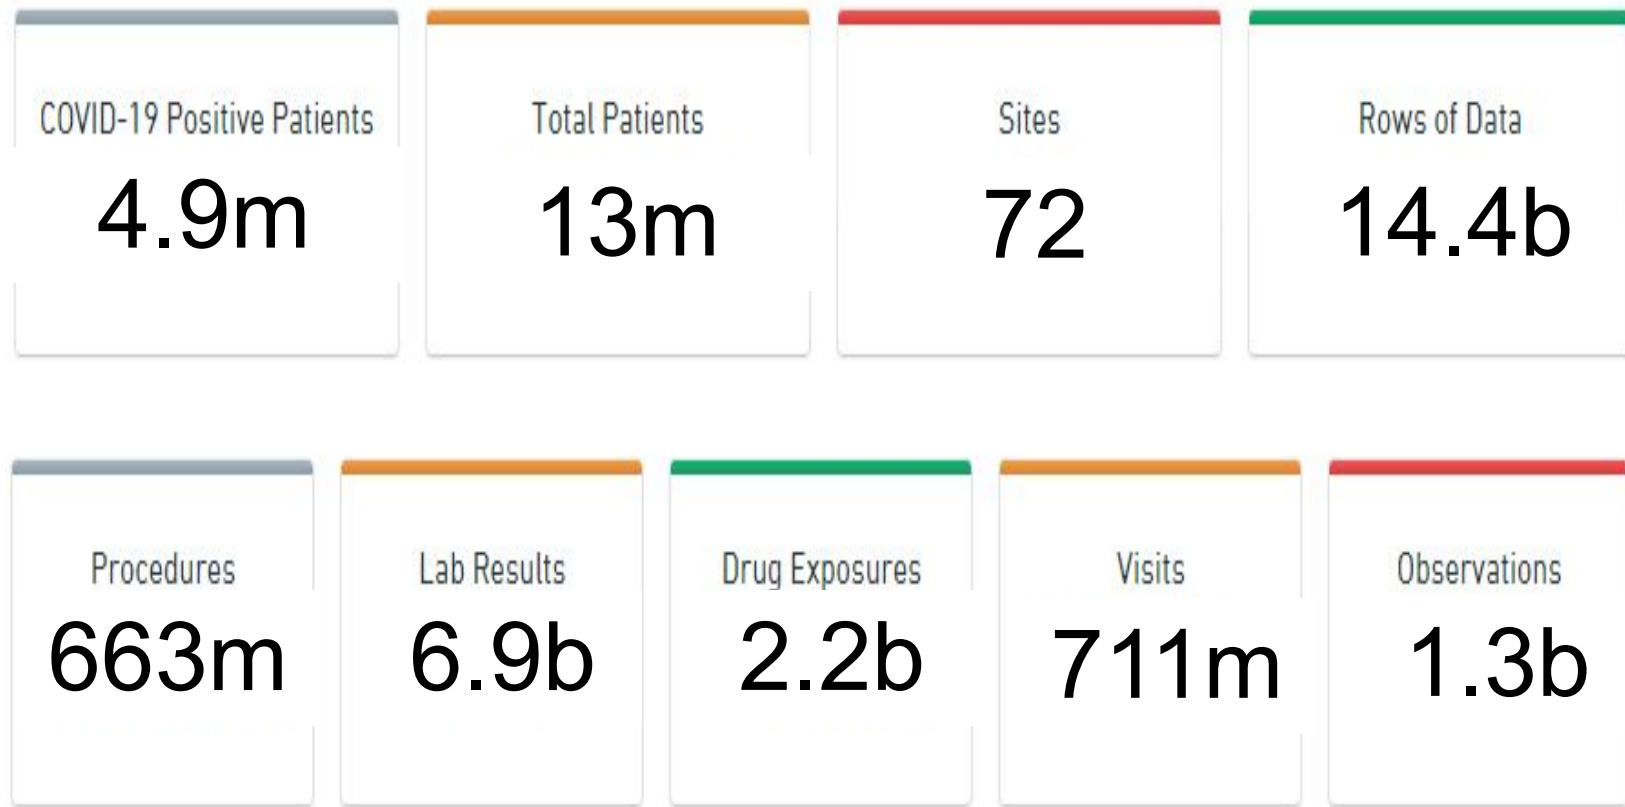 COVID-19 Positive Patients
4.9m
Total Patients
13m
Sites
72
Rows of Data
14.4b
Procedures
663m
Lab Results
6.9b
Drug Exposures
2.2b
Visits
711m
Observations
1.3b